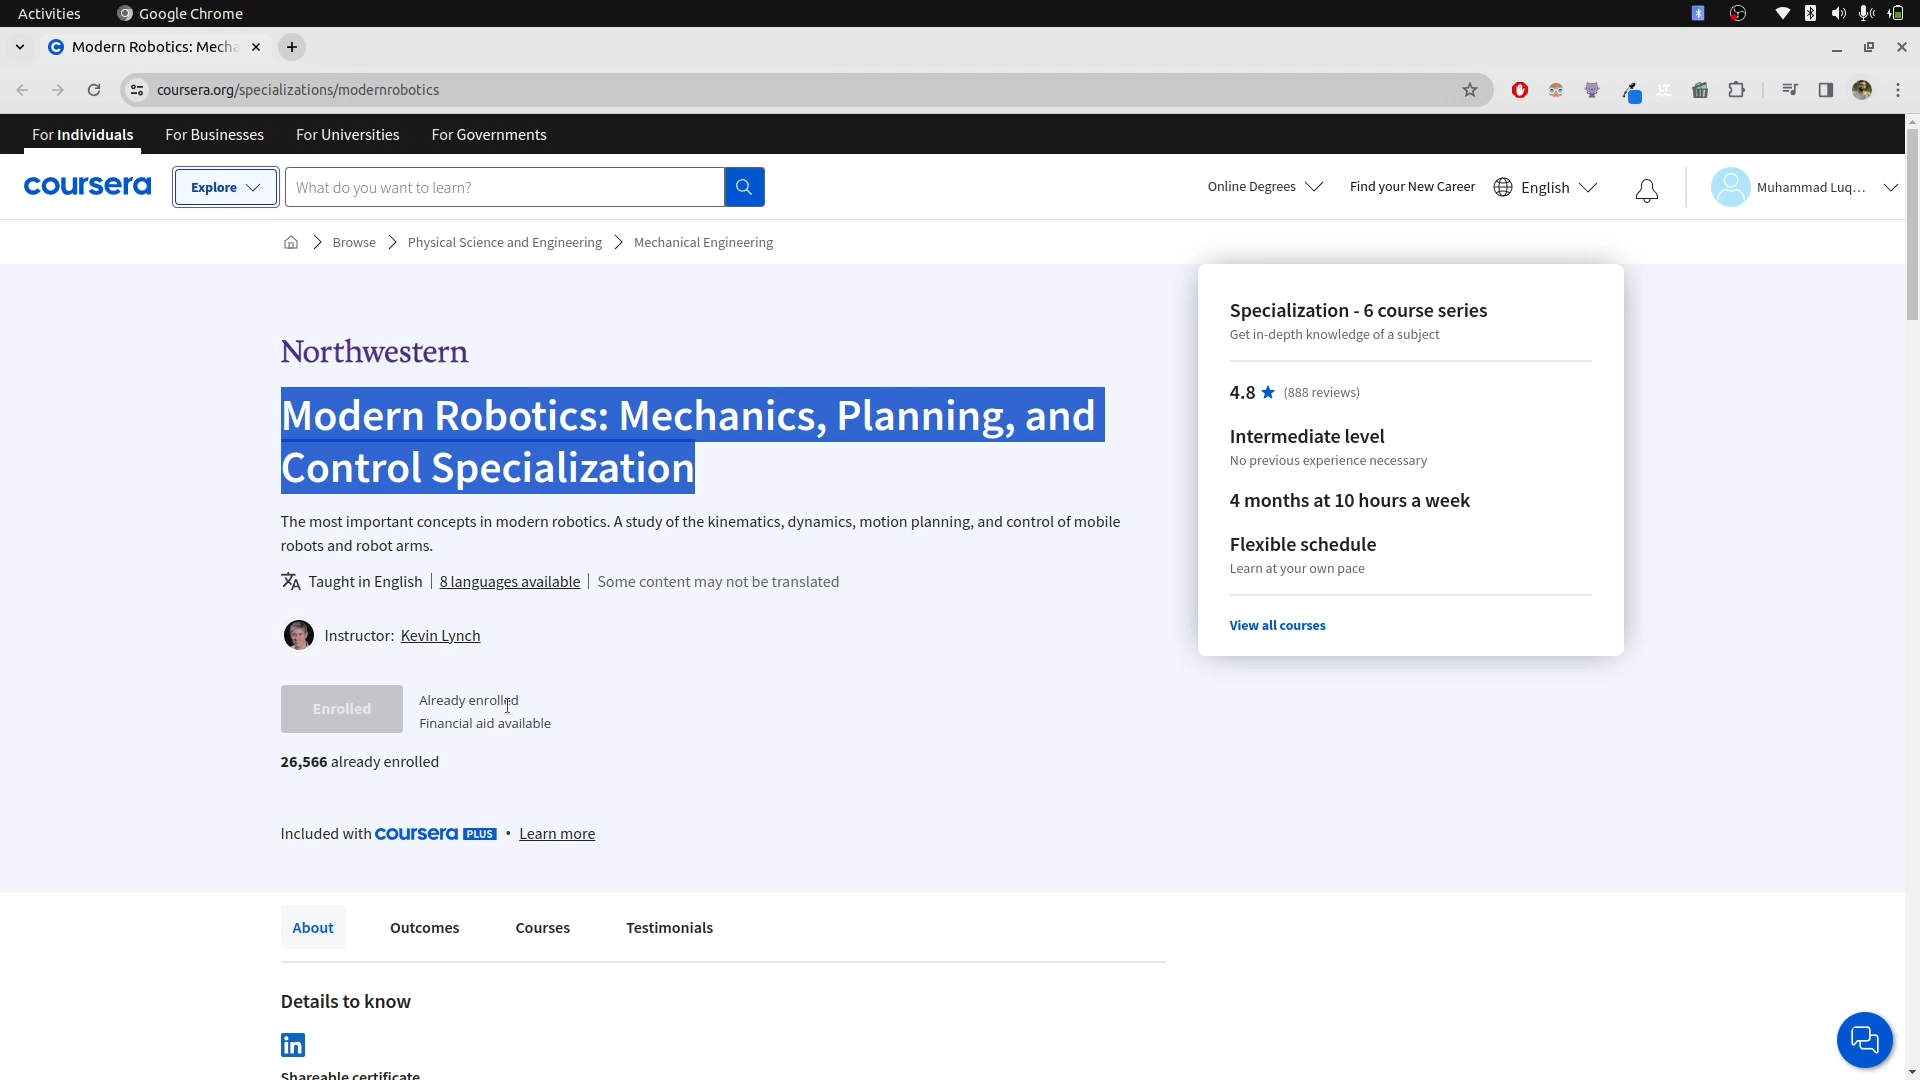 Activities
Google Chrome
Modern Robotics: Mecha
coursera.org/specializations/modernrobotics
For Individuals
For Businesses
For Universities
For Governments
coursera
Explore
What do you want to learn?
Online Degrees
Find your New Career
English
Muhammad Luq...
Browse
Physical Science and Engineering
Mechanical Engineering
Northwestern
Modern Robotics: Mechanics, Planning, and
Control Specialization
The most important concepts in modern robotics. A study of the kinematics, dynamics, motion planning, and control of mobile
robots and robot arms.
Taught in English
8 languages available
Some content may not be translated
Instructor: Kevin Lynch
Enrolled
Already enrolled
Financial aid available
26,566 already enrolled
Included with coursera PLUS • Learn more
Specialization - 6 course series
Get in-depth knowledge of a subject
4.8 ★ (888 reviews)
Intermediate level
No previous experience necessary
4 months at 10 hours a week
Flexible schedule
Learn at your own pace
View all courses
About
Outcomes
Courses
Testimonials
Details to know
in
Shareable certificate